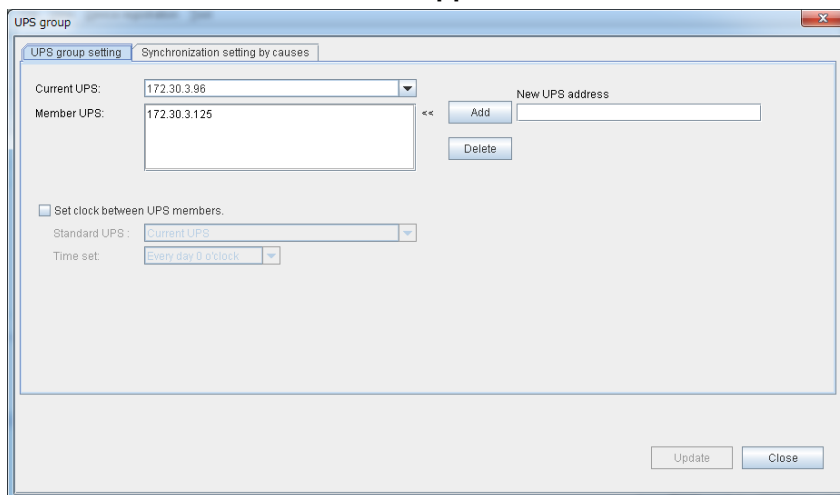 UPS group
UPS group setting
Synchronization setting by causes
Current UPS:
172.30.3.96
New UPS address
Member UPS:
172.30.3.125
<<
Add
Delete
Set clock between UPS members.
Standard UPS :
Current UPS
Time set:
Every day 0 o'clock
Update
Close